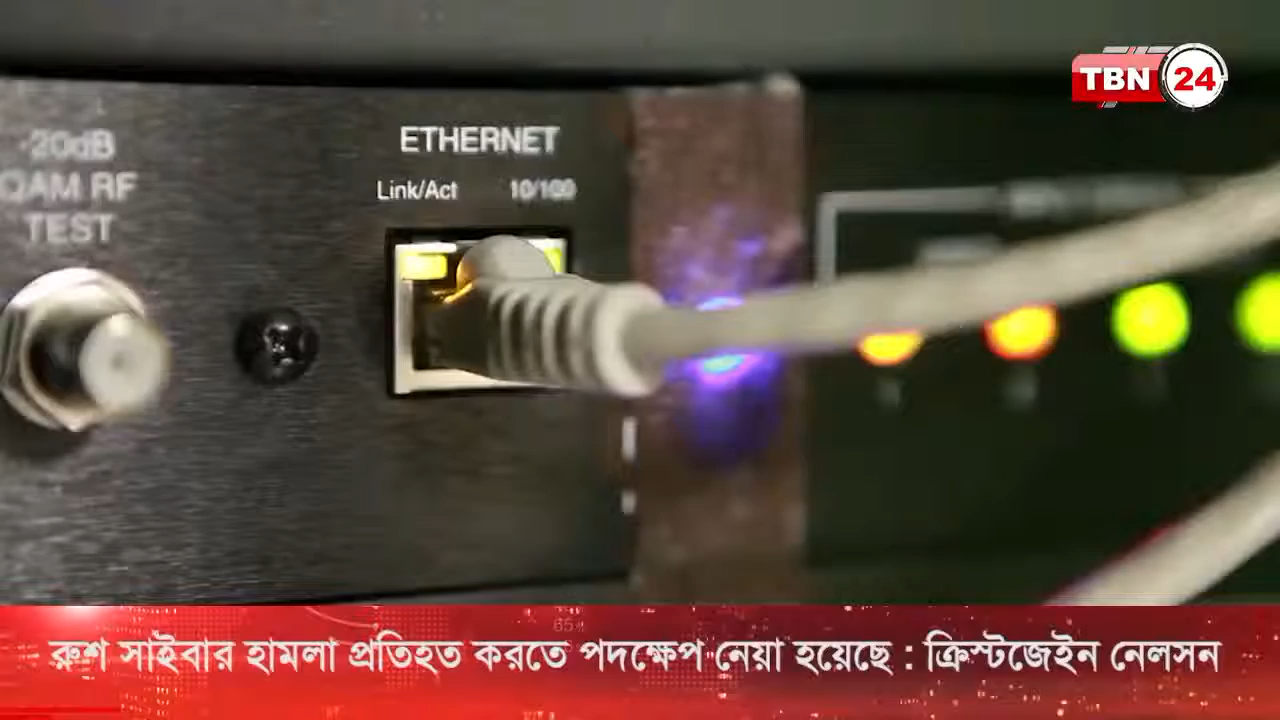 TBN 24
-20dB
QAM RF
TEST
ETHERNET
Link/Act 10/100
রুশ সাইবার হামলা প্রতিহত করতে পদক্ষেপ নেয়া হয়েছে : ক্রিস্টজেইন নেলসন